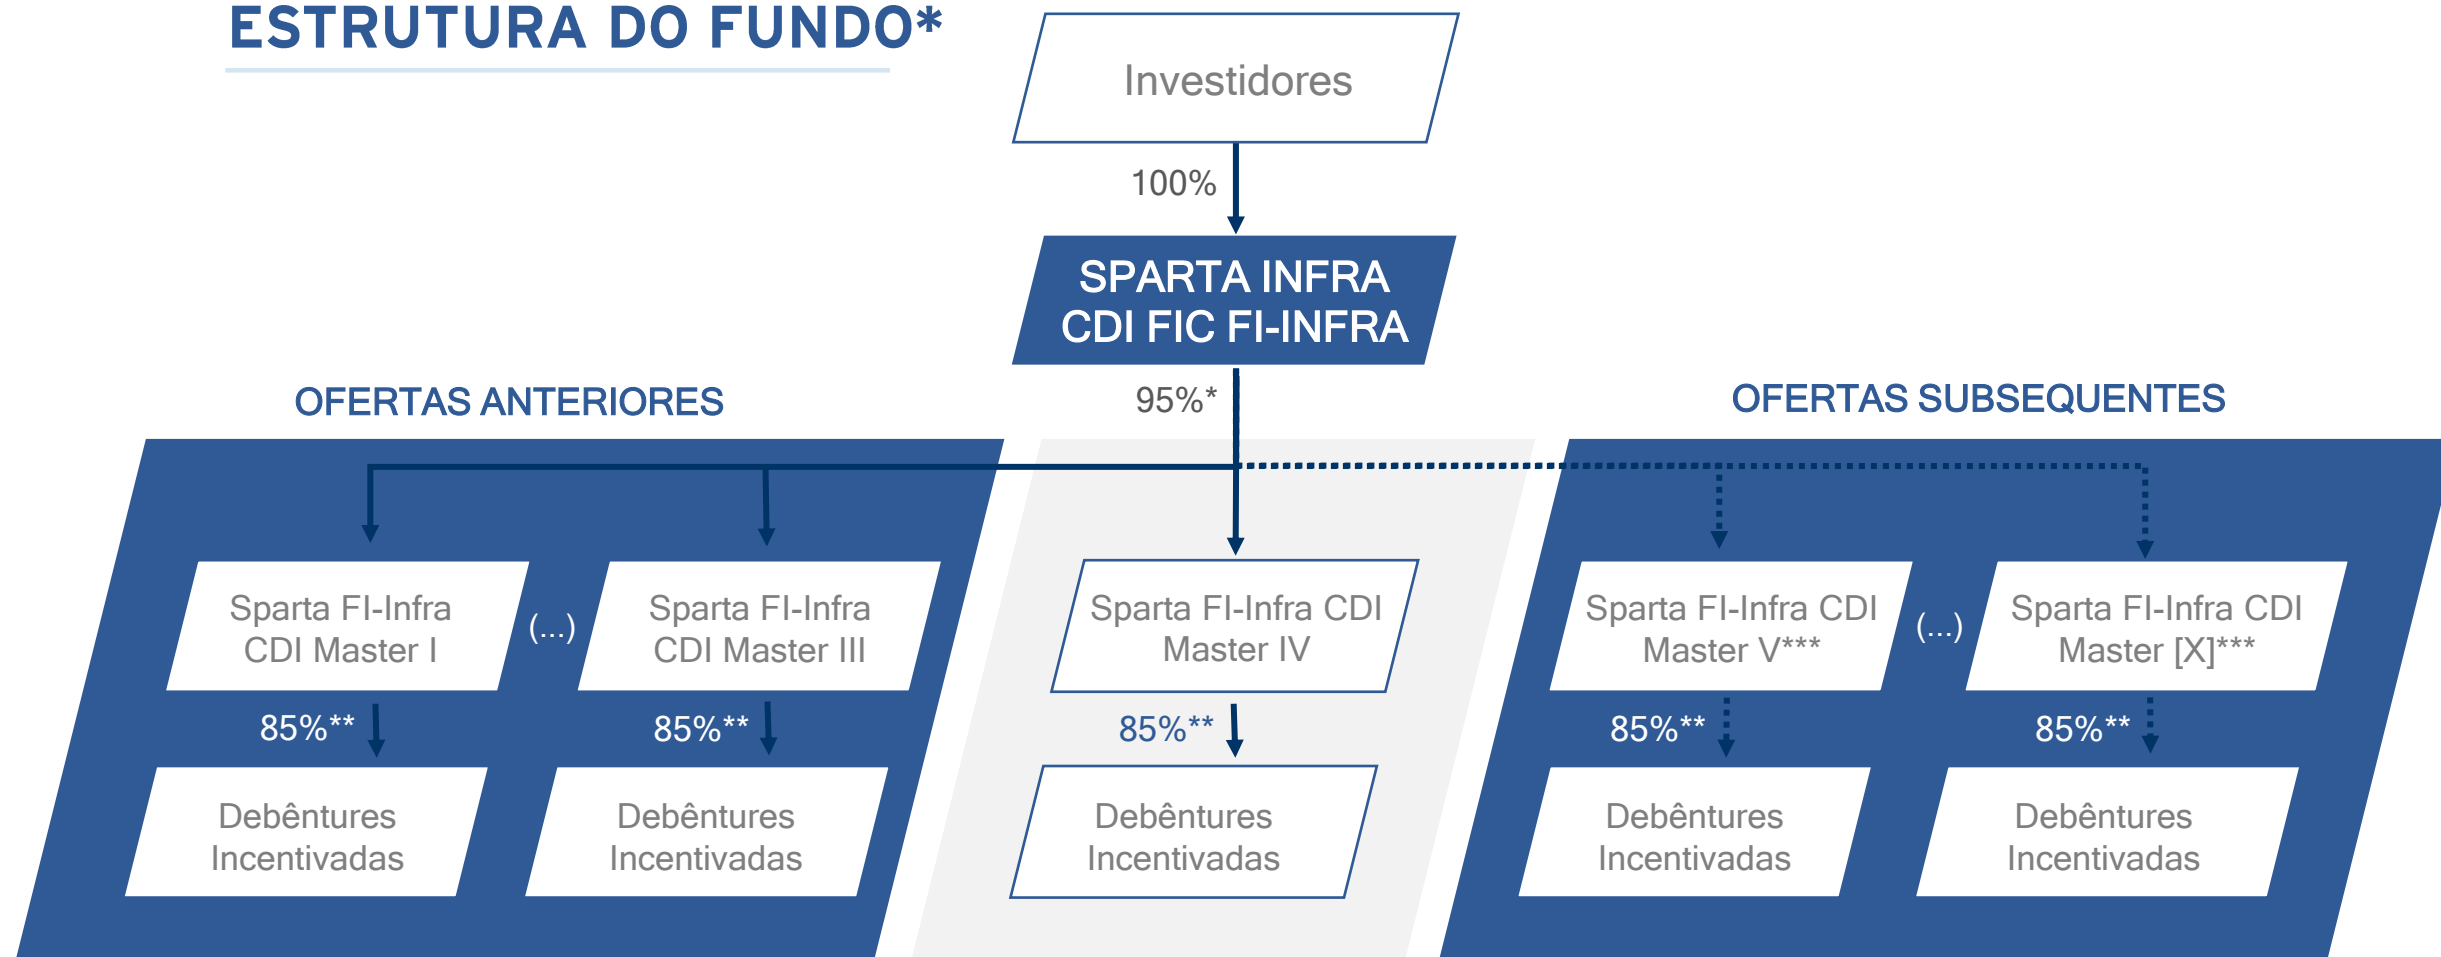 ESTRUTURA DO FUNDO*
Investidores
100%
SPARTA INFRA
CDI FIC FI-INFRA
95%*
OFERTAS ANTERIORES
OFERTAS SUBSEQUENTES
Sparta FI-Infra
CDI Master I
(...)
Sparta FI-Infra
CDI Master III
Sparta FI-Infra CDI
Master IV
Sparta FI-Infra CDI
Master V***
(...)
Sparta FI-Infra CDI
Master [X]***
85%**
85%**
85%**
85%**
85%**
Debêntures
Incentivadas
Debêntures
Incentivadas
Debêntures
Incentivadas
Debêntures
Incentivadas
Debêntures
Incentivadas